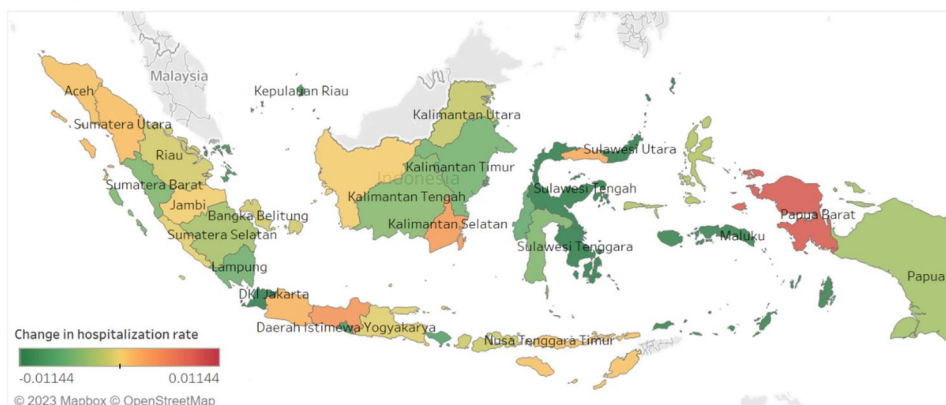 Malaysia
Aceh
Kepulauan Riau
Sumatera Utara
Kalimantan Utara
Riau
Sulawesi Utara
Kalimantan Timur
Indonesia
Sumatera Barat
Sulawesi Tengah
Jambi
Kalimantan Tengah
Bangka Belitung
Papua Barat
Kalimantan Selatan
Sumatera Selatan
Maluku
Sulawesi Tenggara
Lampung
Papua
DKI Jakarta
Daerah Istimewa Yogyakarya
Nusa Tenggara Timur
Change in hospitalization rate
-0.01144 0.01144
© 2023 Mapbox © OpenStreetMap